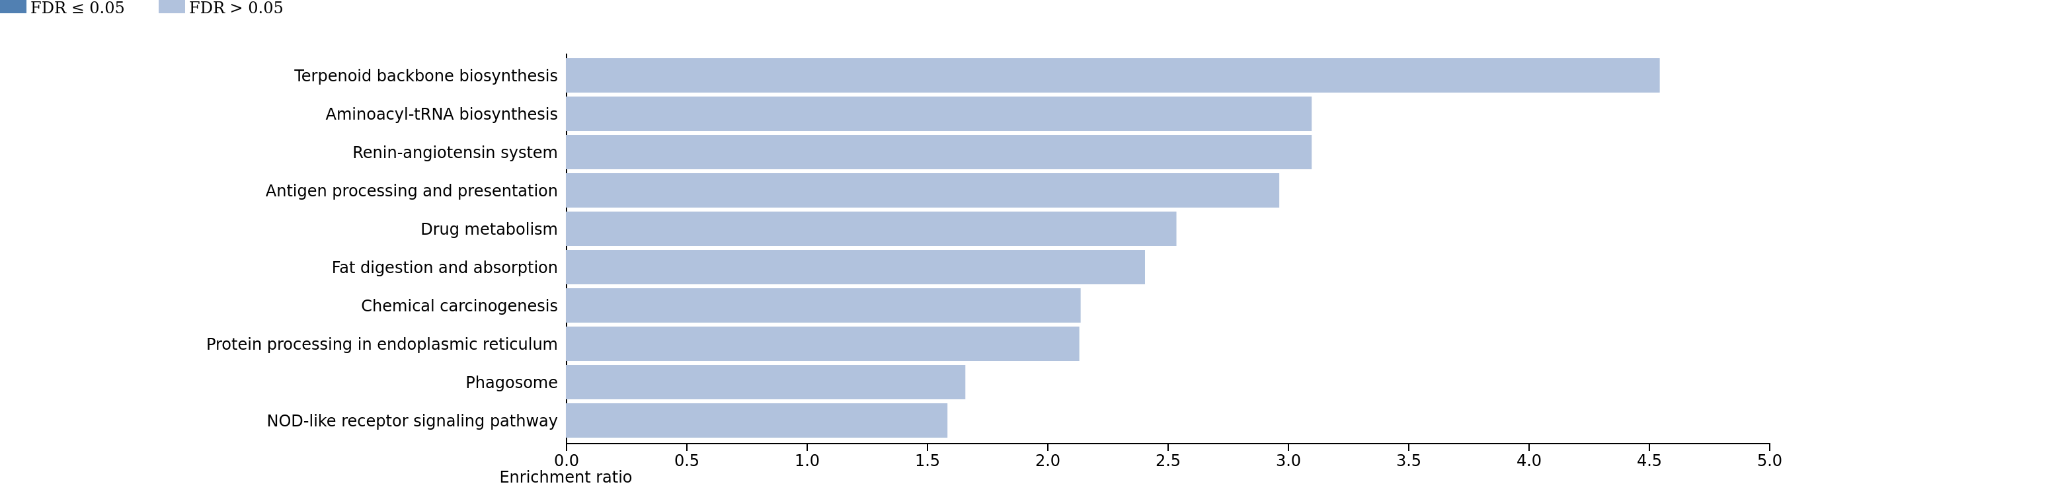 FDR ≤ 0.05 FDR > 0.05
Terpenoid backbone biosynthesis
Aminoacyl-tRNA biosynthesis
Renin-angiotensin system
Antigen processing and presentation
Drug metabolism
Fat digestion and absorption
Chemical carcinogenesis
Protein processing in endoplasmic reticulum
Phagosome
NOD-like receptor signaling pathway
0.0 0.5 1.0 1.5 2.0 2.5 3.0 3.5 4.0 4.5 5.0
Enrichment ratio